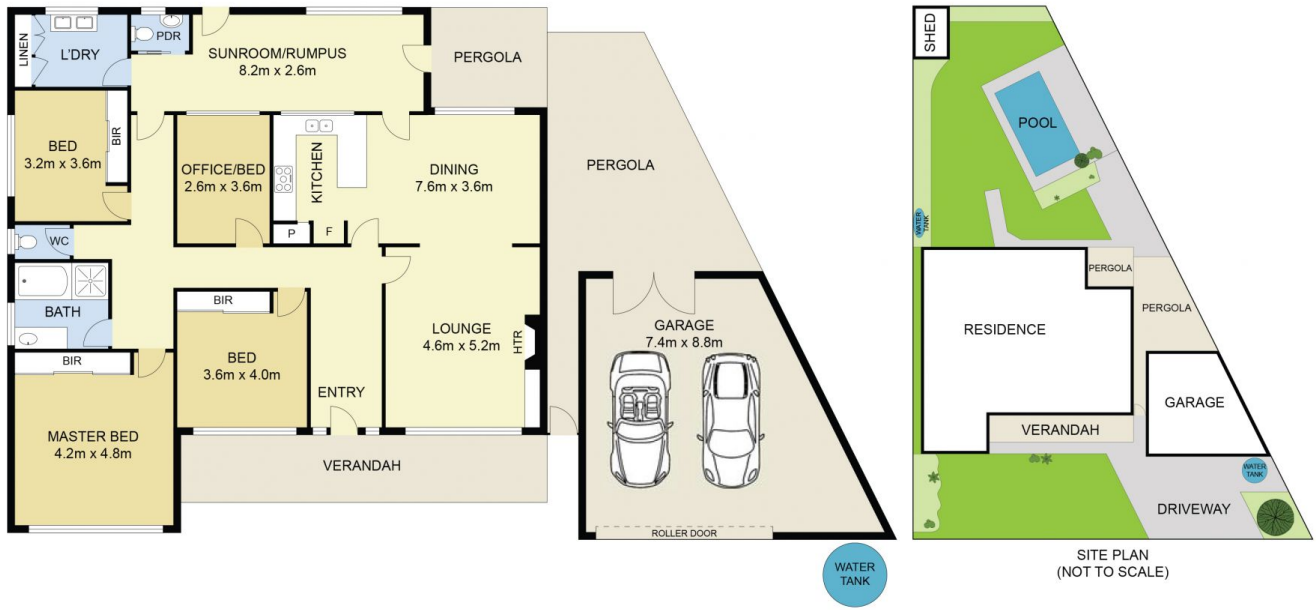 LINEN
L'DRY
PDR
SUNROOM/RUMPUS
8.2m x 2.6m
PERGOLA
BED
3.2m x 3.6m
BIR
OFFICE/BED
2.6m x 3.6m
KITCHEN
DINING
7.6m x 3.6m
PERGOLA
P
F
WC
BATH
BIR
BIR
BED
3.6m x 4.0m
ENTRY
LOUNGE
4.6m x 5.2m
HTR
GARAGE
7.4m x 8.8m
MASTER BED
4.2m x 4.8m
VERANDAH
ROLLER DOOR
WATER
TANK
SHED
POOL
WATER
TANK
PERGOLA
PERGOLA
RESIDENCE
GARAGE
VERANDAH
WATER
TANK
DRIVEWAY
SITE PLAN
(NOT TO SCALE)